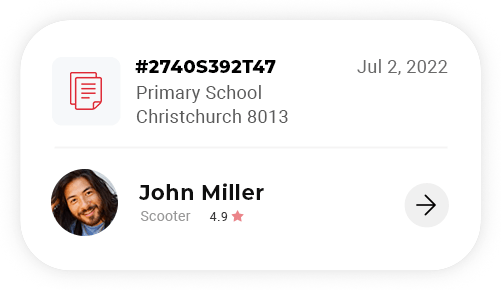 #2740S392T47 Jul 2, 2022
Primary School
Christchurch 8013
John Miller
Scooter 4.9